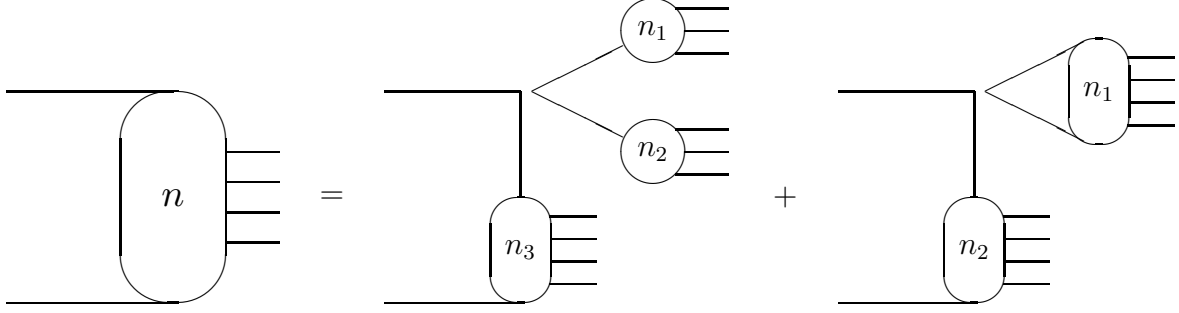 n = n₃ n₁ n₂ + n₂ n₁